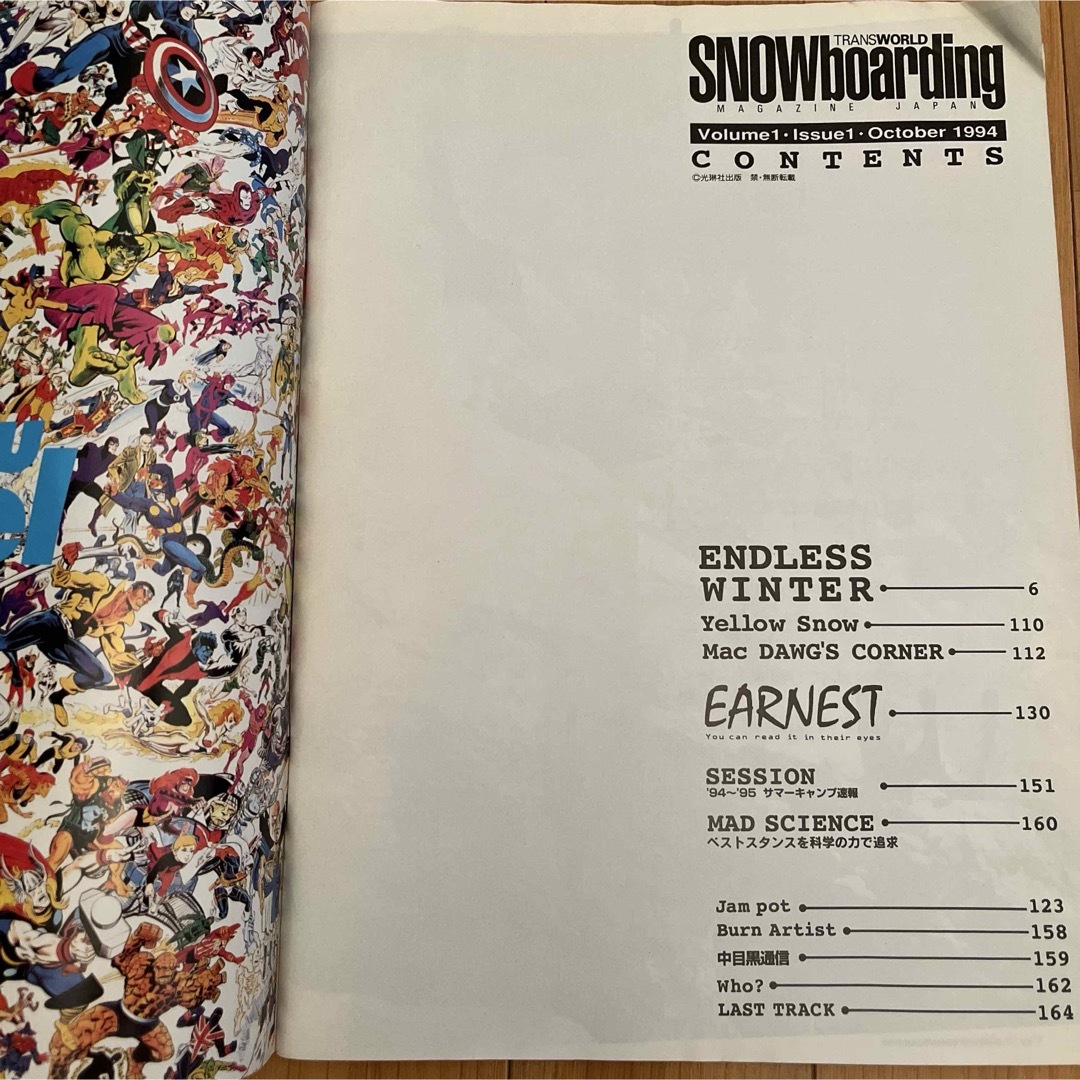 TRANSWORLD
SNOWboarding
MAGAZINE JAPAN
Volume1・Issue1・October 1994
CONTENTS
©光琳社出版 禁・無断転載
ENDLESS
WINTER 6
Yellow Snow 110
Mac DAWG'S CORNER 112
EARNEST 130
You can read it in their eyes
SESSION 151
'94〜'95 サマーキャンプ速報
MAD SCIENCE 160
ベストスタンスを科学の力で追求
Jam pot 123
Burn Artist 158
中目黒通信 159
Who? 162
LAST TRACK 164